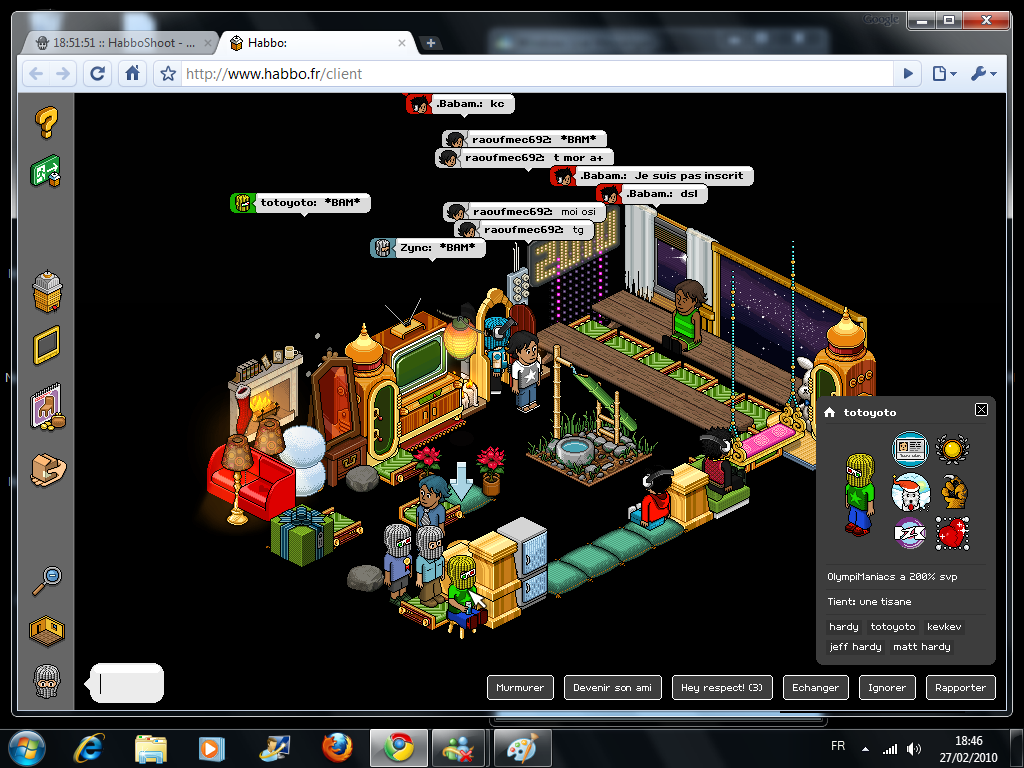 Google
18:51:51 :: HabboShoot - ...
Habbo:
http://www.habbo.fr/client
.Babam.: kc
raoufmec692: *BAM*
raoufmec692: t mor a+
.Babam.: Je suis pas inscrit
.Babam.: dsl
totoyoto: *BAM*
raoufmec692: moi osi
raoufmec692: tg
Zync: *BAM*
totoyoto
OlympiManiacs a 200% svp
Tient: une tisane
hardy totoyoto kevkev
jeff hardy matt hardy
Murmurer Devenir son ami Hey respect! (3) Echanger Ignorer Rapporter
FR
18:46
27/02/2010